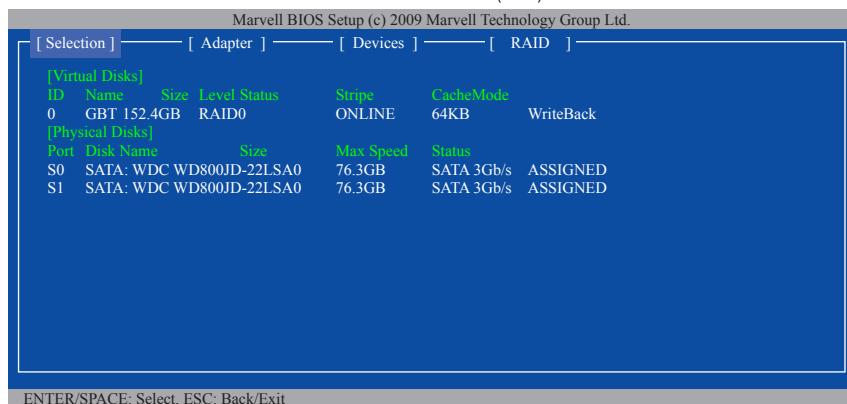 Marvell BIOS Setup (c) 2009 Marvell Technology Group Ltd.
[ Selection ] [ Adapter ] [ Devices ] [ RAID ]
[Virtual Disks]
ID Name Size Level Status Stripe CacheMode
0 GBT 152.4GB RAID0 ONLINE 64KB WriteBack
[Physical Disks]
Port Disk Name Size Max Speed Status
S0 SATA: WDC WD800JD-22LSA0 76.3GB SATA 3Gb/s ASSIGNED
S1 SATA: WDC WD800JD-22LSA0 76.3GB SATA 3Gb/s ASSIGNED
ENTER/SPACE: Select, ESC: Back/Exit